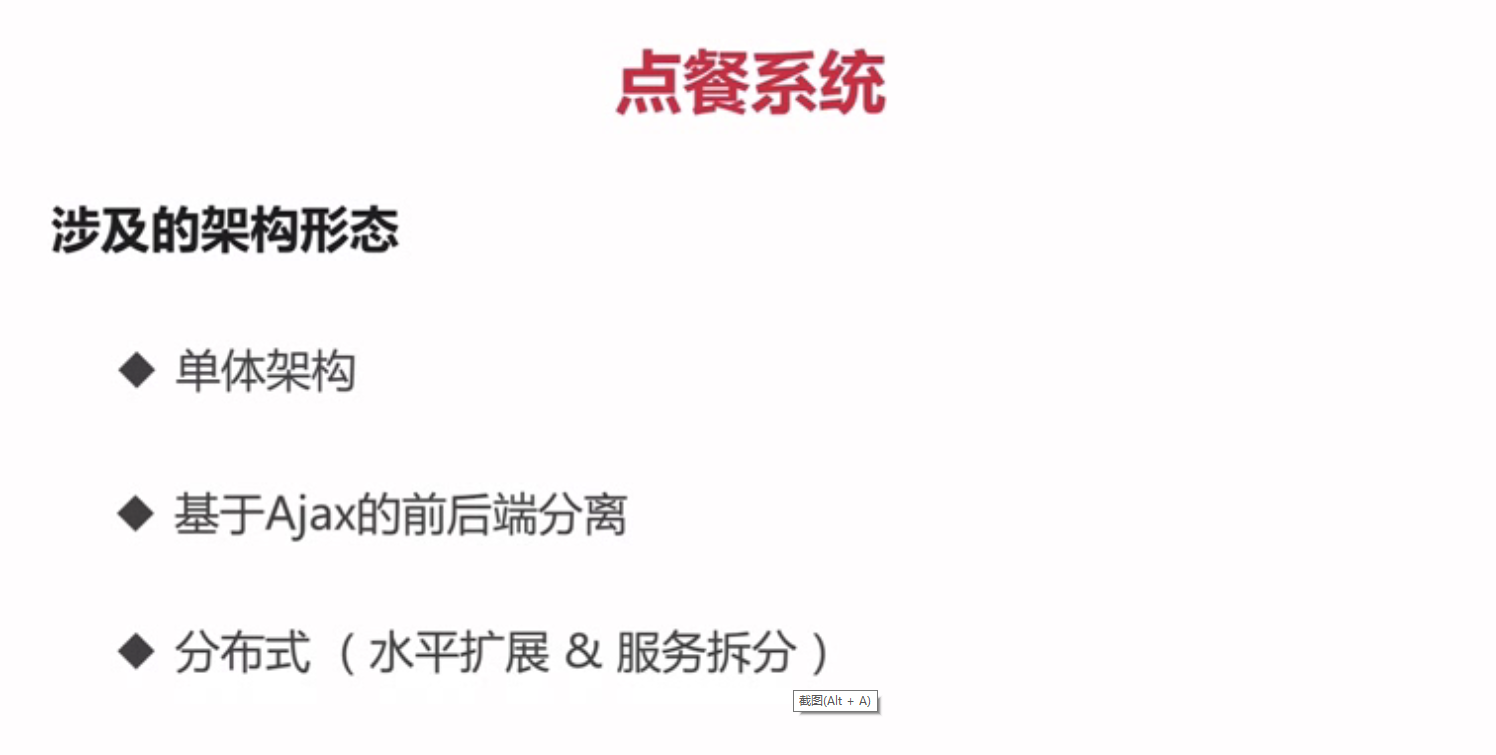 点餐系统
涉及的架构形态
◆ 单体架构
◆ 基于Ajax的前后端分离
◆ 分布式（水平扩展 & 服务拆分）
截图(Alt + A)